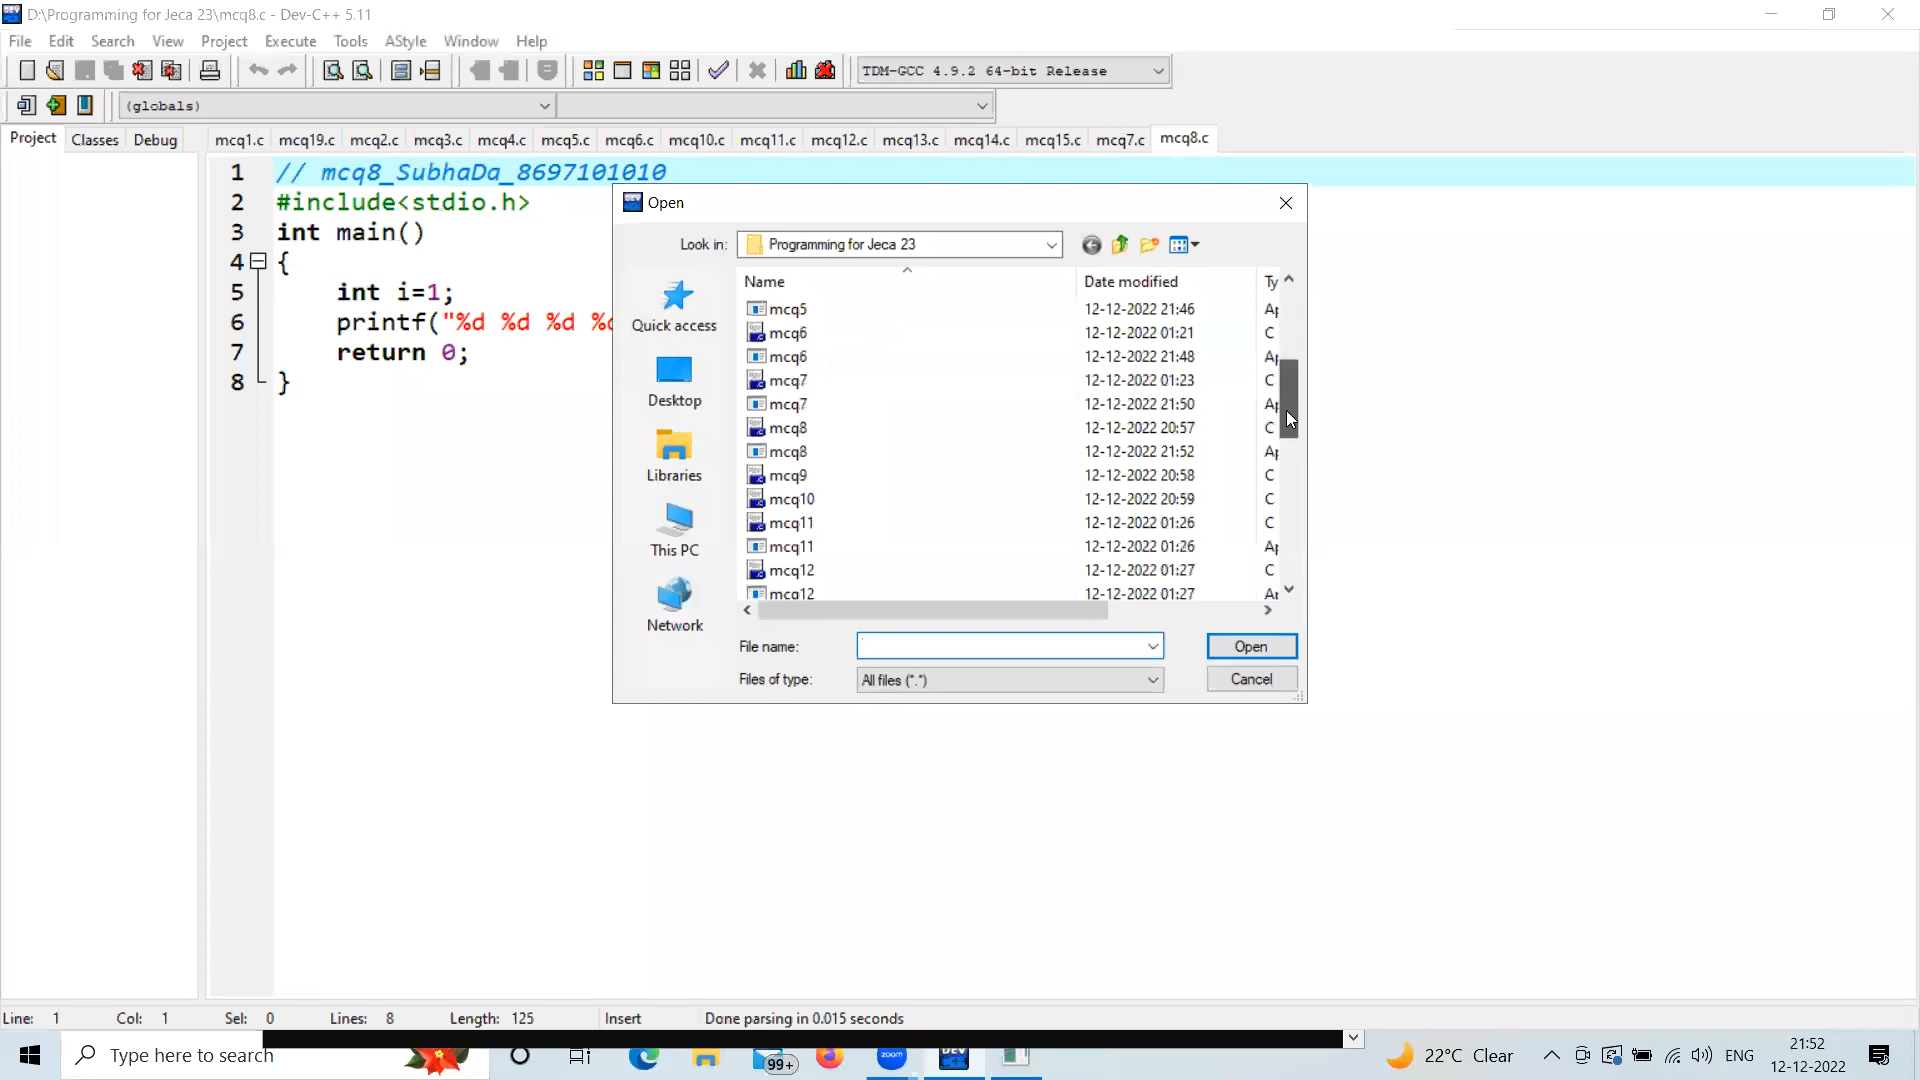 D:\Programming for Jeca 23\mcq8.c - Dev-C++ 5.11
File Edit Search View Project Execute Tools AStyle Window Help
TDM-GCC 4.9.2 64-bit Release
(globals)
Project Classes Debug mcq1.c mcq19.c mcq2.c mcq3.c mcq4.c mcq5.c mcq6.c mcq10.c mcq11.c mcq12.c mcq13.c mcq14.c mcq15.c mcq7.c mcq8.c
1 // mcq8_SubhaDa_8697101010
2 #include<stdio.h>
3 int main()
4 {
5 int i=1;
6 printf("%d %d %d
7 return 0;
8 }
Open
Look in: Programming for Jeca 23
Name Date modified Ty
mcq5 12-12-2022 21:46 Ap
mcq6 12-12-2022 01:21 C
mcq6 12-12-2022 21:48 Ap
mcq7 12-12-2022 01:23 C
mcq7 12-12-2022 21:50 Ap
mcq8 12-12-2022 20:57 C
mcq8 12-12-2022 21:52 Ap
mcq9 12-12-2022 20:58 C
mcq10 12-12-2022 20:59 C
mcq11 12-12-2022 01:26 C
mcq11 12-12-2022 01:26 Ap
mcq12 12-12-2022 01:27 C
mcq12 12-12-2022 01:27 Ap
Quick access
Desktop
Libraries
This PC
Network
File name: Open
Files of type: All files (*.*) Cancel
Line: 1 Col: 1 Sel: 0 Lines: 8 Length: 125 Insert Done parsing in 0.015 seconds
Type here to search
99+
zoom
DEV C++
22°C Clear
ENG
21:52
12-12-2022